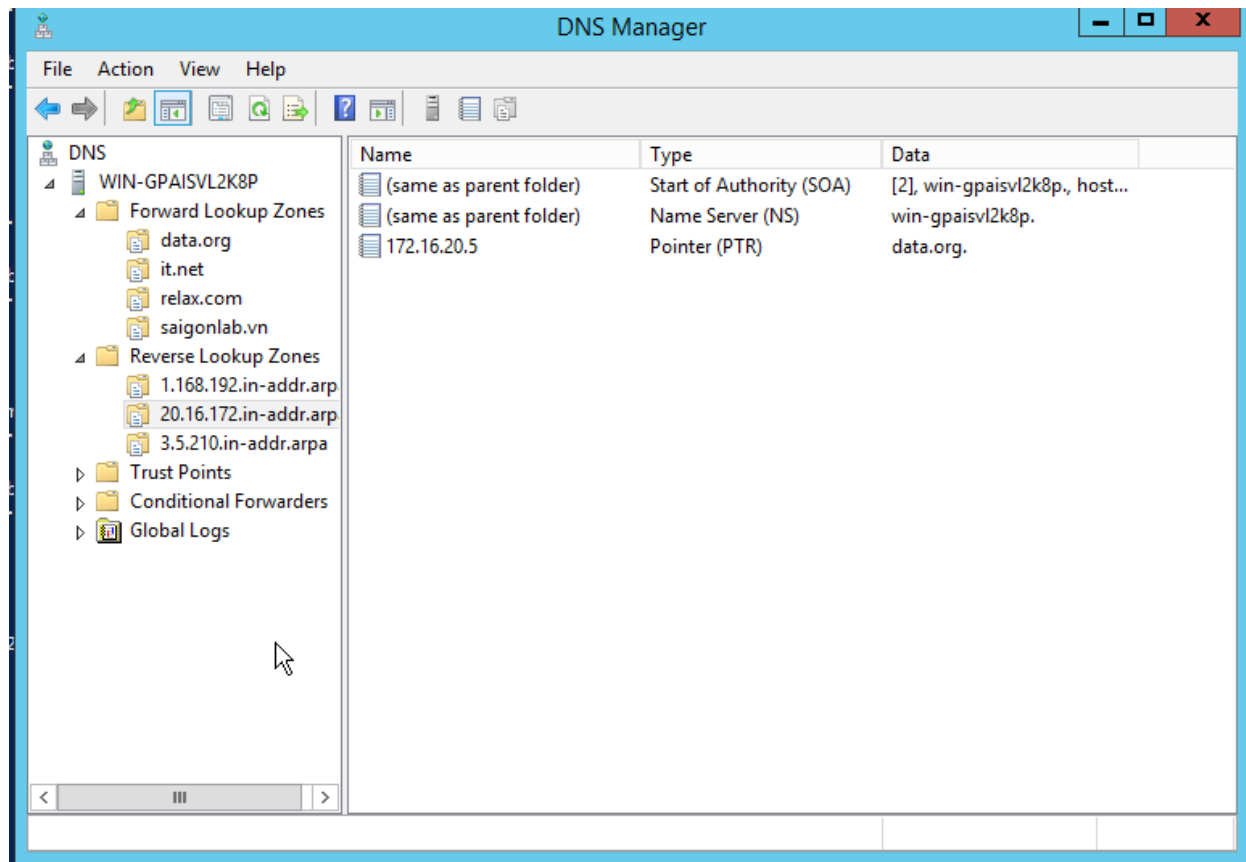 DNS Manager
File Action View Help
DNS
WIN-GPAISVL2K8P
Forward Lookup Zones
data.org
it.net
relax.com
saigonlab.vn
Reverse Lookup Zones
1.168.192.in-addr.arp
20.16.172.in-addr.arp
3.5.210.in-addr.arpa
Trust Points
Conditional Forwarders
Global Logs
Name Type Data
(same as parent folder) Start of Authority (SOA) [2], win-gpaisvl2k8p., host...
(same as parent folder) Name Server (NS) win-gpaisvl2k8p.
172.16.20.5 Pointer (PTR) data.org.